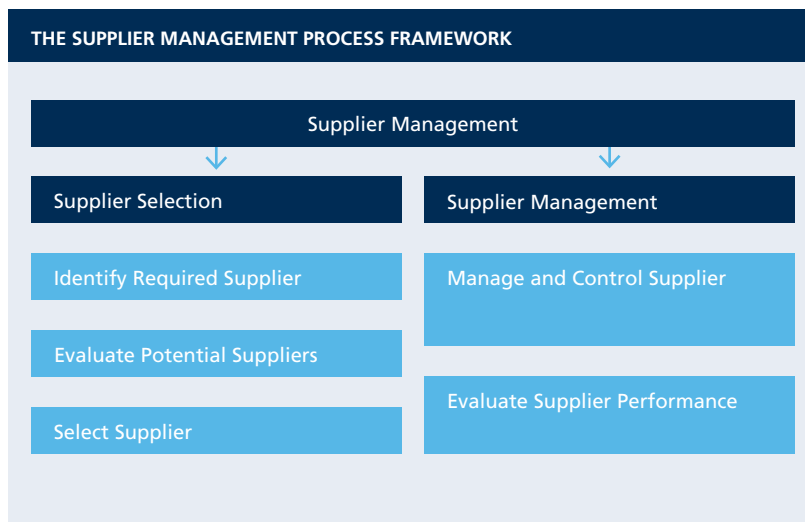 THE SUPPLIER MANAGEMENT PROCESS FRAMEWORK
Supplier Management
Supplier Selection
Identify Required Supplier
Evaluate Potential Suppliers
Select Supplier
Supplier Management
Manage and Control Supplier
Evaluate Supplier Performance